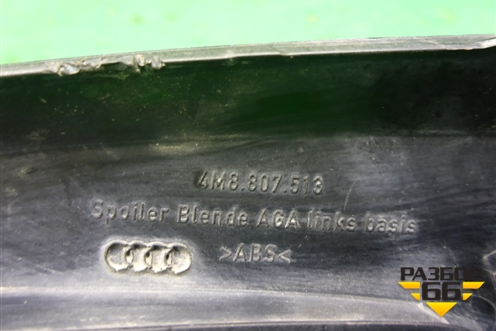 4M8.807.513
Spoiler Blende AGA links basis
>ABS<
РАЗБОР
66